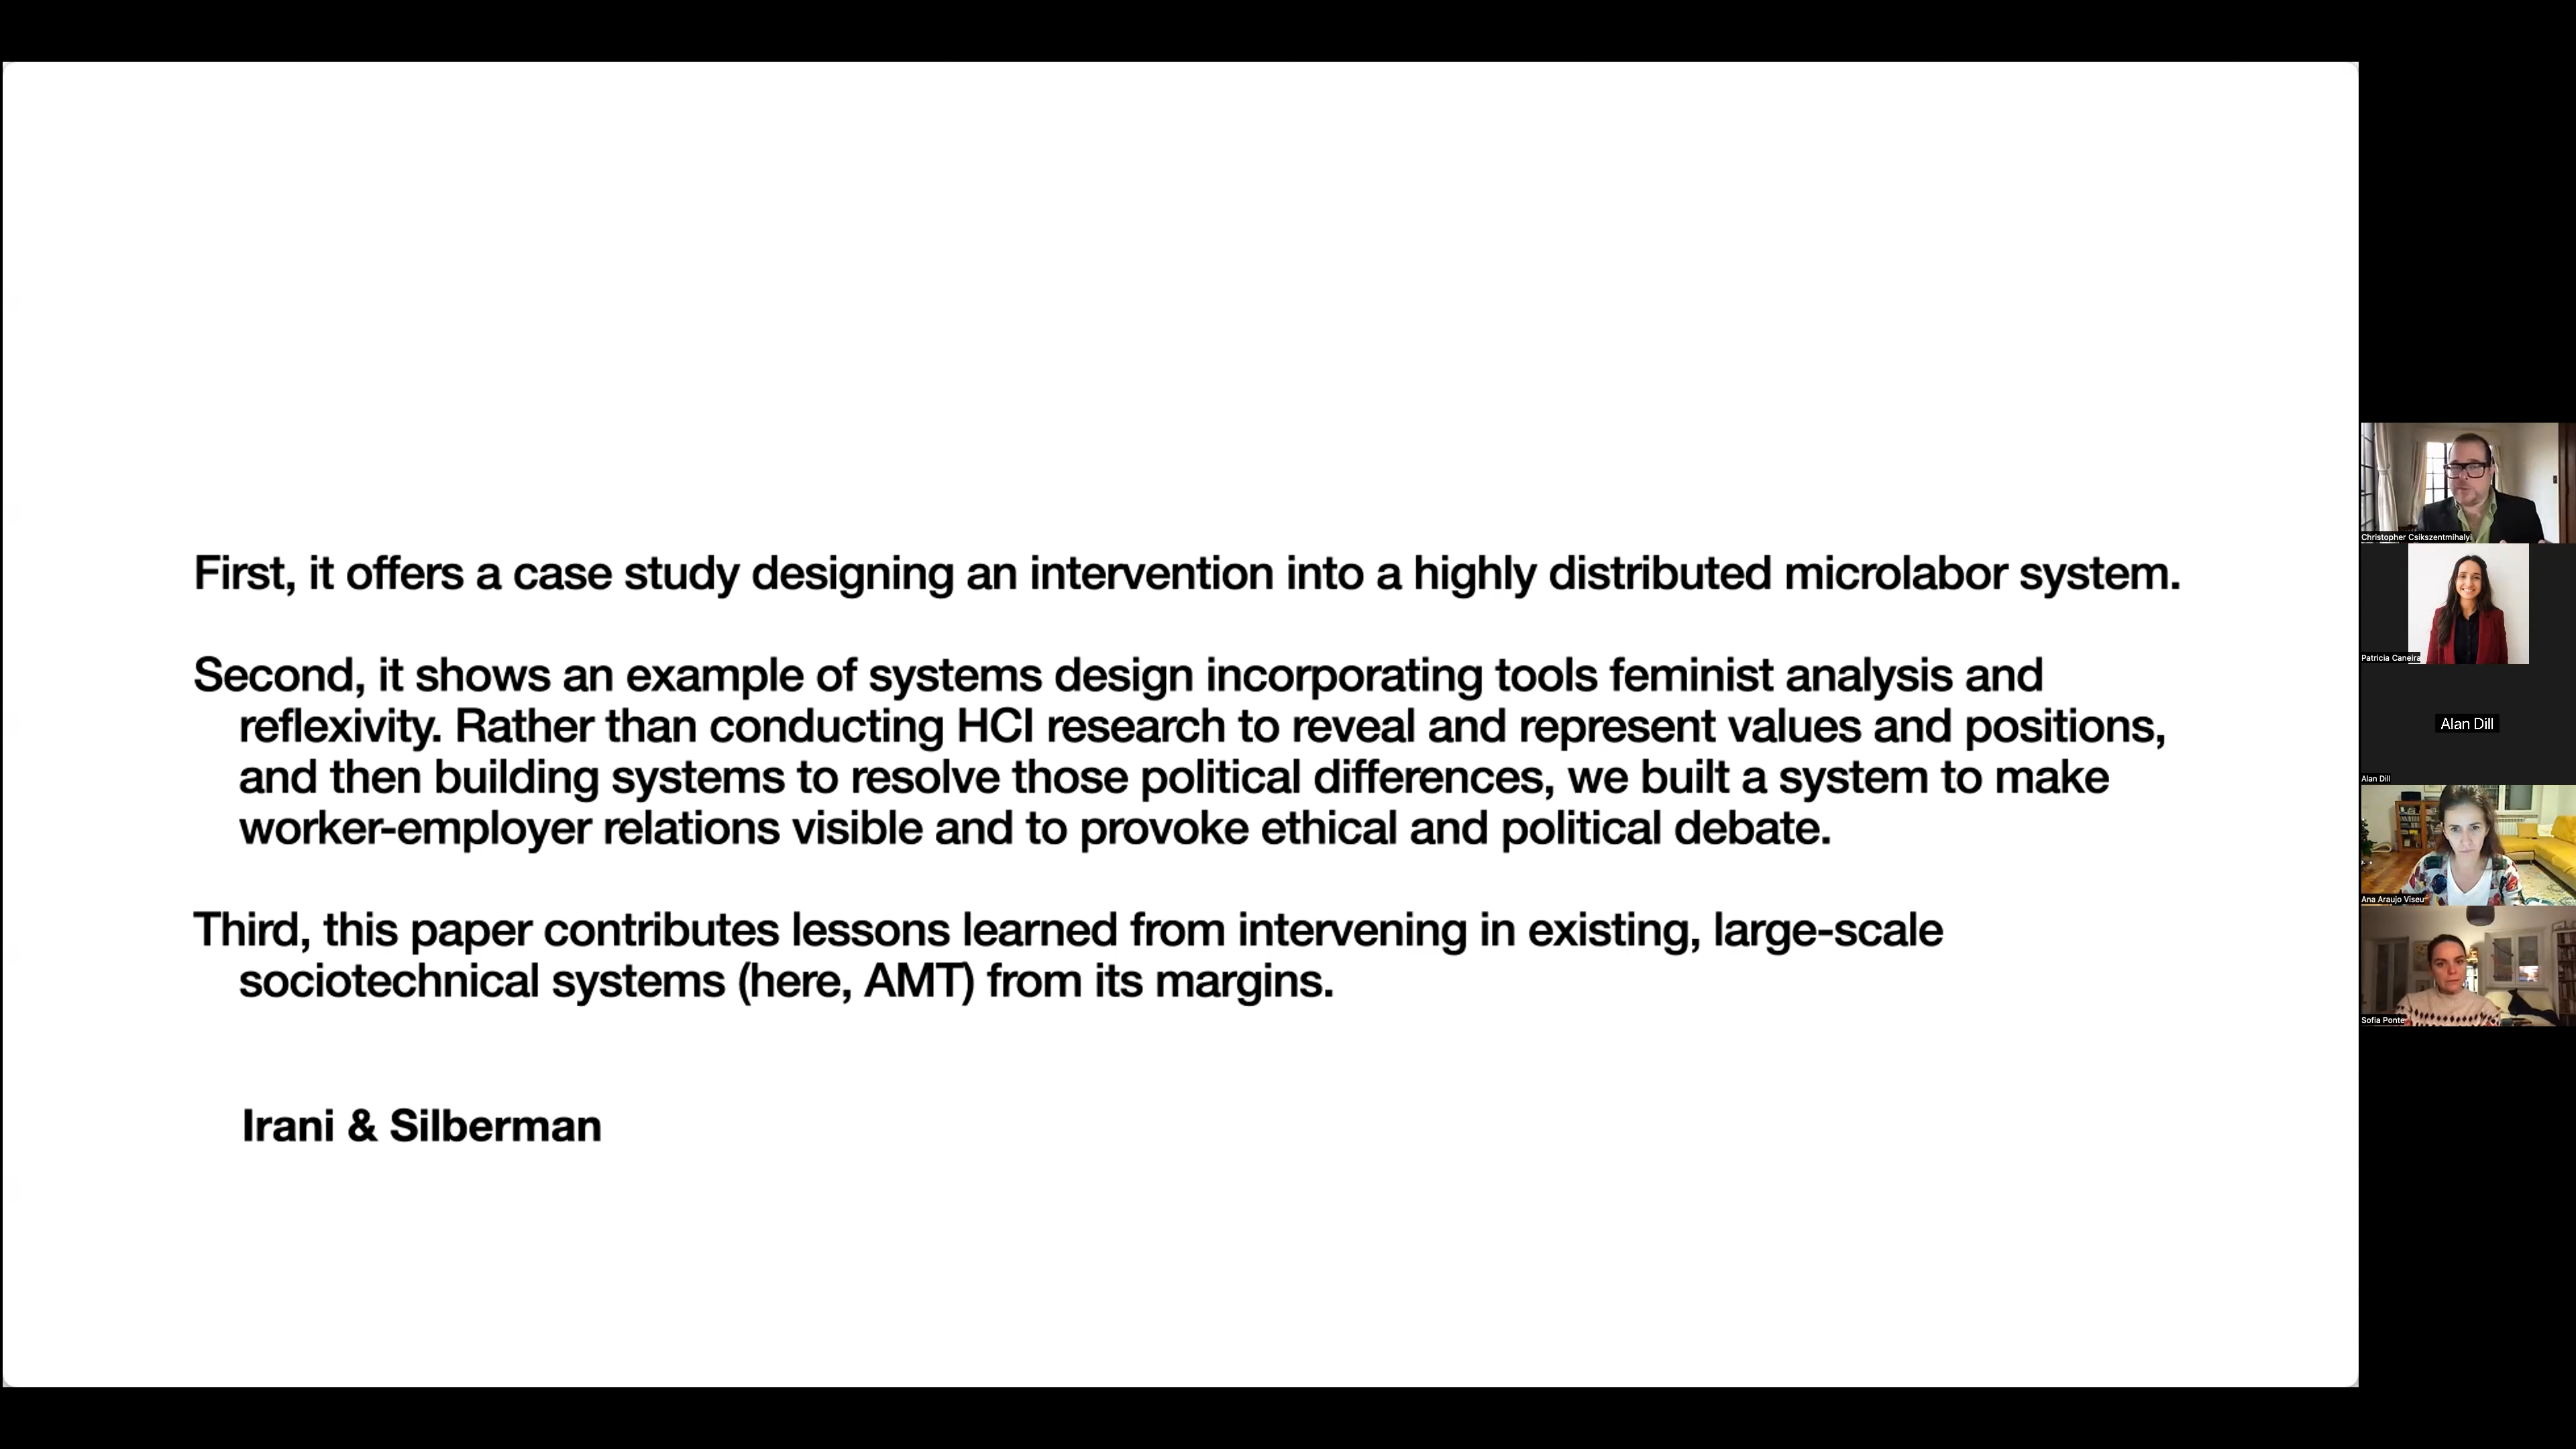 First, it offers a case study designing an intervention into a highly distributed microlabor system.
Second, it shows an example of systems design incorporating tools feminist analysis and
reflexivity. Rather than conducting HCI research to reveal and represent values and positions,
and then building systems to resolve those political differences, we built a system to make
worker-employer relations visible and to provoke ethical and political debate.
Third, this paper contributes lessons learned from intervening in existing, large-scale
sociotechnical systems (here, AMT) from its margins.
Irani & Silberman
Christopher Csikszentmihalyi
Patricia Caneira
Alan Dill
Alan Dill
Ana Araujo Viseu
Sofia Ponte